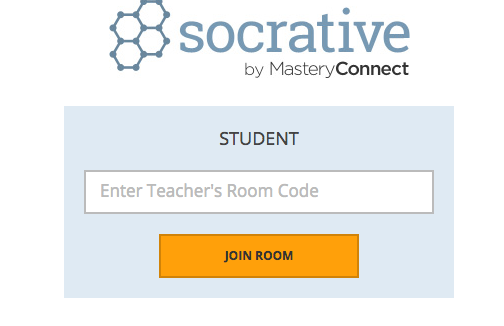 socrative
by MasteryConnect
STUDENT
Enter Teacher's Room Code
JOIN ROOM